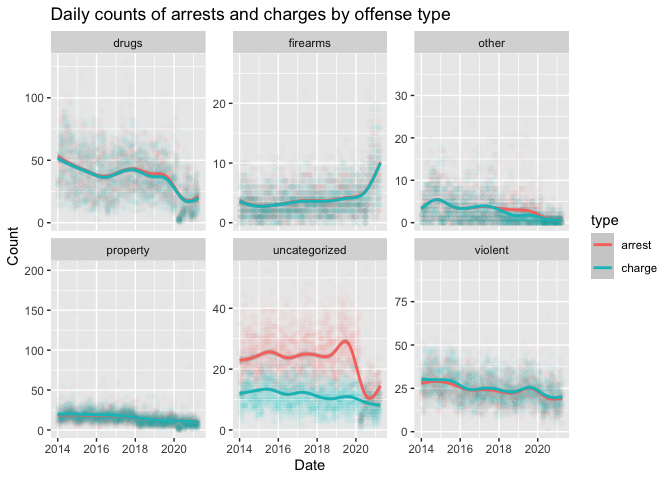 Daily counts of arrests and charges by offense type
drugs
firearms
other
100
50
0
20
10
0
30
20
10
0
Count
property
uncategorized
violent
200
150
100
50
0
40
20
0
75
50
25
0
2014 2016 2018 2020
2014 2016 2018 2020
2014 2016 2018 2020
Date
type
arrest
charge